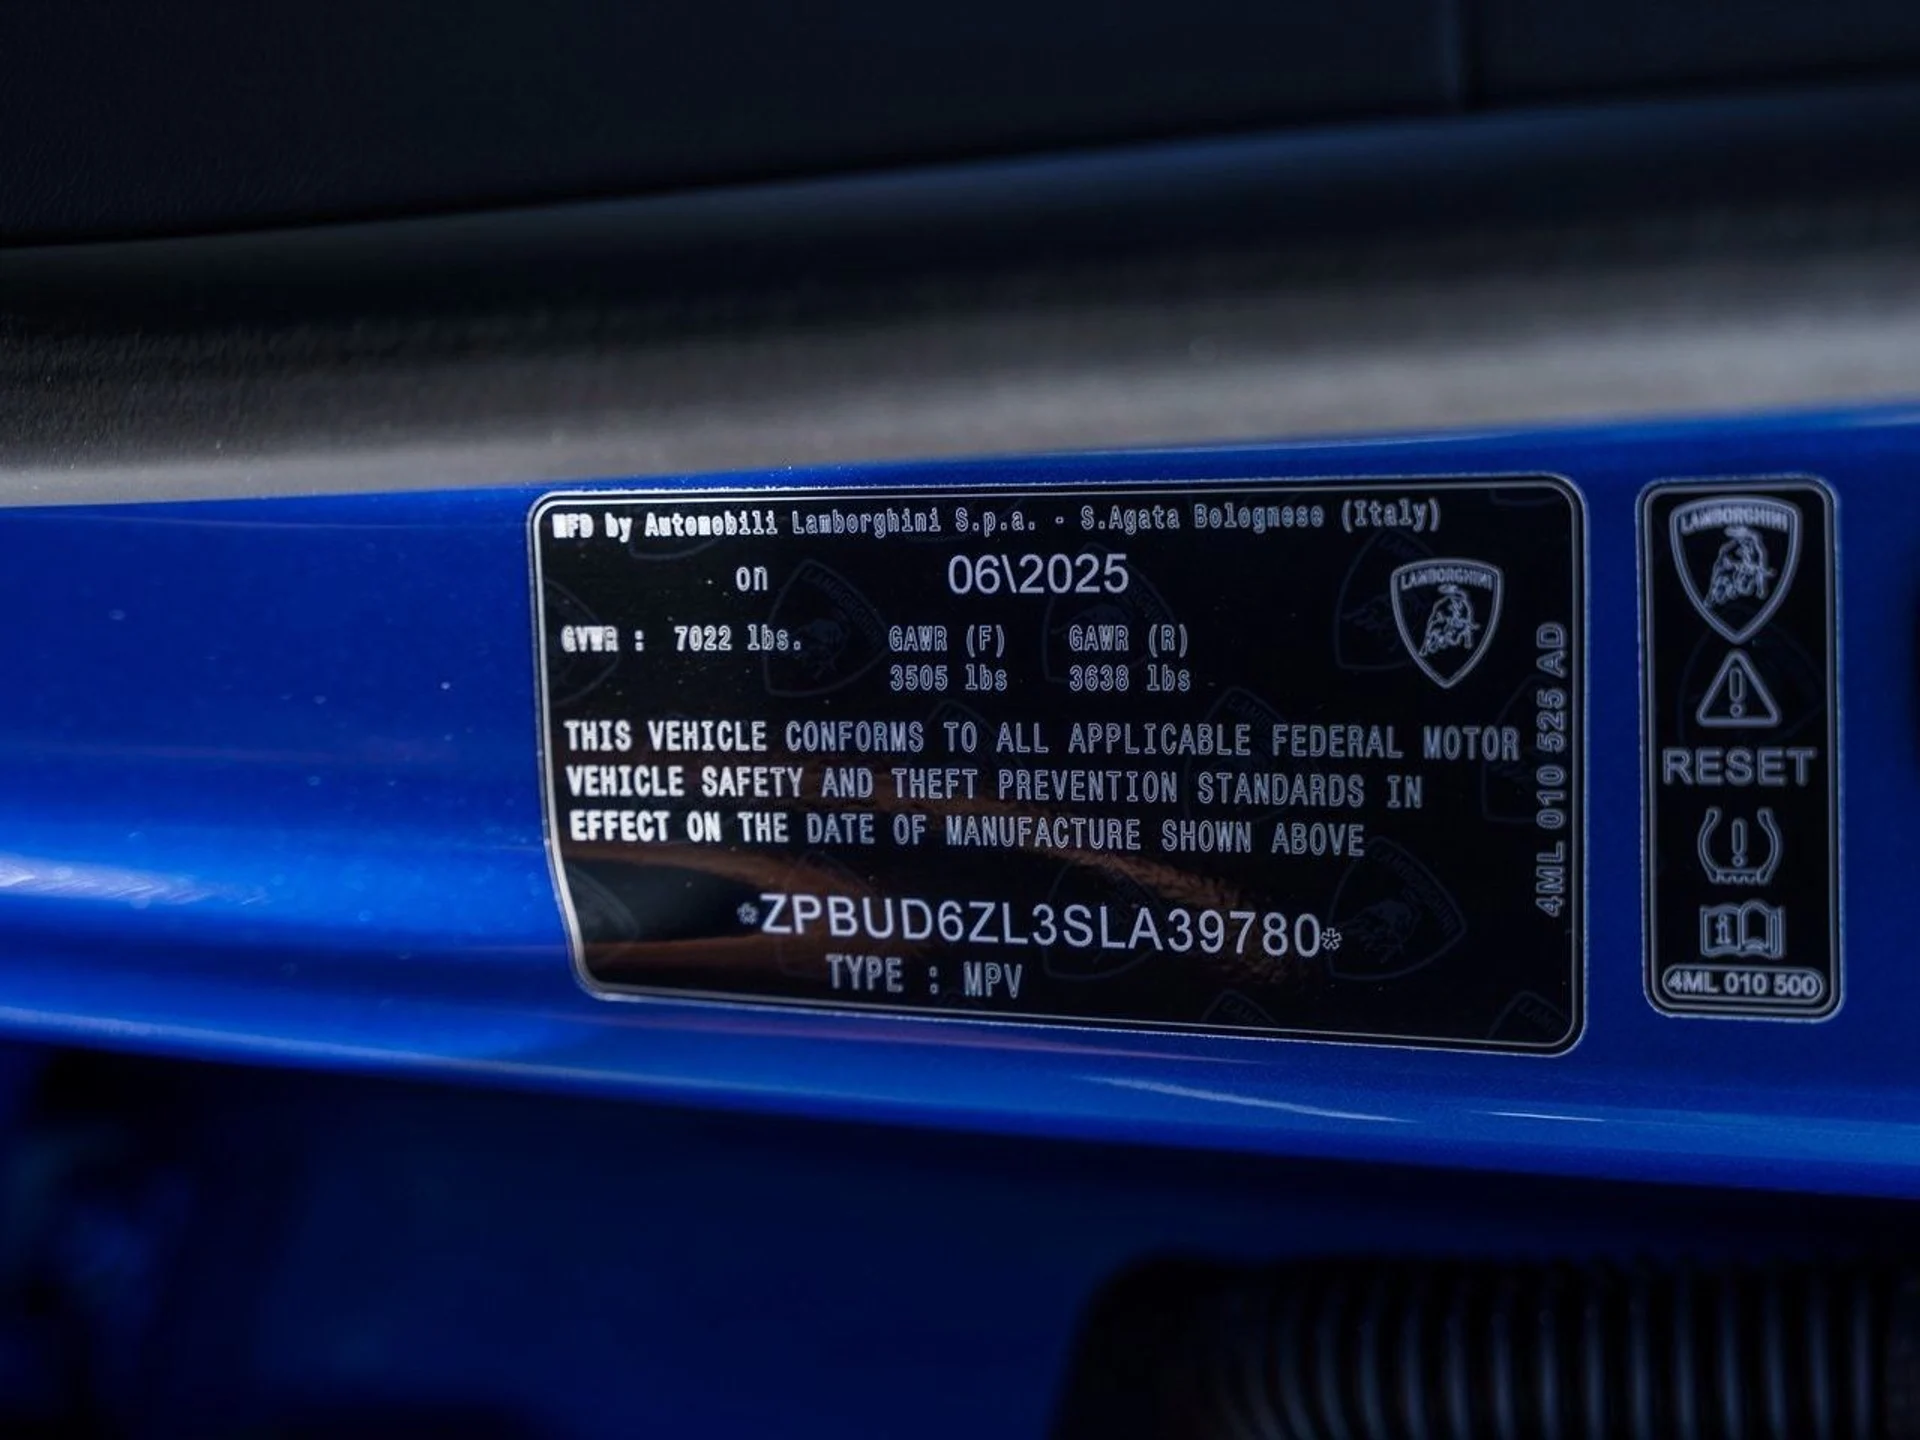 MFD by Automobili Lamborghini S.p.a. - S.Agata Bolognese (Italy)
on 06\2025
GVWR : 7022 lbs. GAWR (F) GAWR (R)
3505 lbs 3638 lbs
THIS VEHICLE CONFORMS TO ALL APPLICABLE FEDERAL MOTOR
VEHICLE SAFETY AND THEFT PREVENTION STANDARDS IN
EFFECT ON THE DATE OF MANUFACTURE SHOWN ABOVE
*ZPBUD6ZL3SLA39780*
TYPE : MPV
LAMBORGHINI
4ML 010 525 AD
LAMBORGHINI
RESET
4ML 010 500